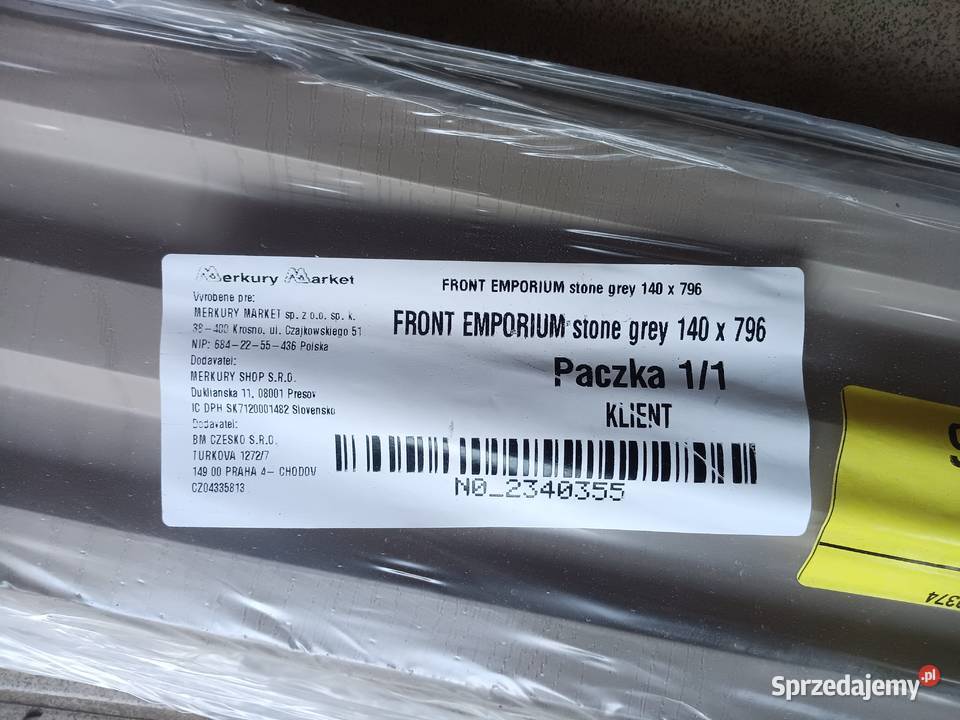 Merkury Market
Vyrobene pre:
MERKURY MARKET sp. z o.o. sp. k.
38-400 Krosno, ul. Czajkowskiego 51
NIP: 684-22-55-436 Polska
Dodavatel:
MERKURY SHOP S.R.O.
Duklianska 11, 08001 Presov
IC DPH SK7120001482 Slovensko
Dodavatel:
BM CZESKO S.R.O.
TURKOVA 1272/7
149 00 PRAHA 4- CHODOV
CZ04335813
FRONT EMPORIUM stone grey 140 x 796
FRONT EMPORIUM stone grey 140 x 796
Paczka 1/1
KLIENT
N0_2340355
Sprzedajemy.pl